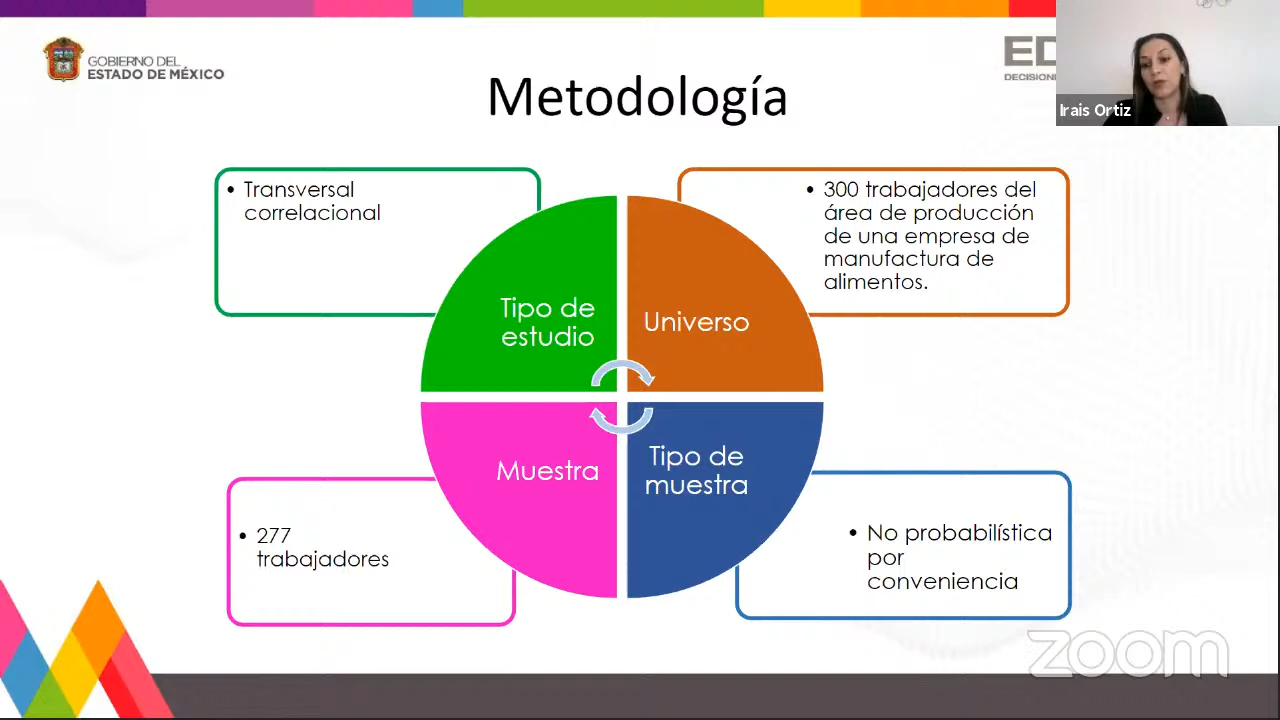 GOBIERNO DEL
ESTADO DE MÉXICO
Metodología
Irais Ortiz
• Transversal
correlacional
• 300 trabajadores del
área de producción
de una empresa de
manufactura de
alimentos.
Tipo de
estudio
Universo
Muestra
Tipo de
muestra
• 277
trabajadores
• No probabilística
por
conveniencia
zoom